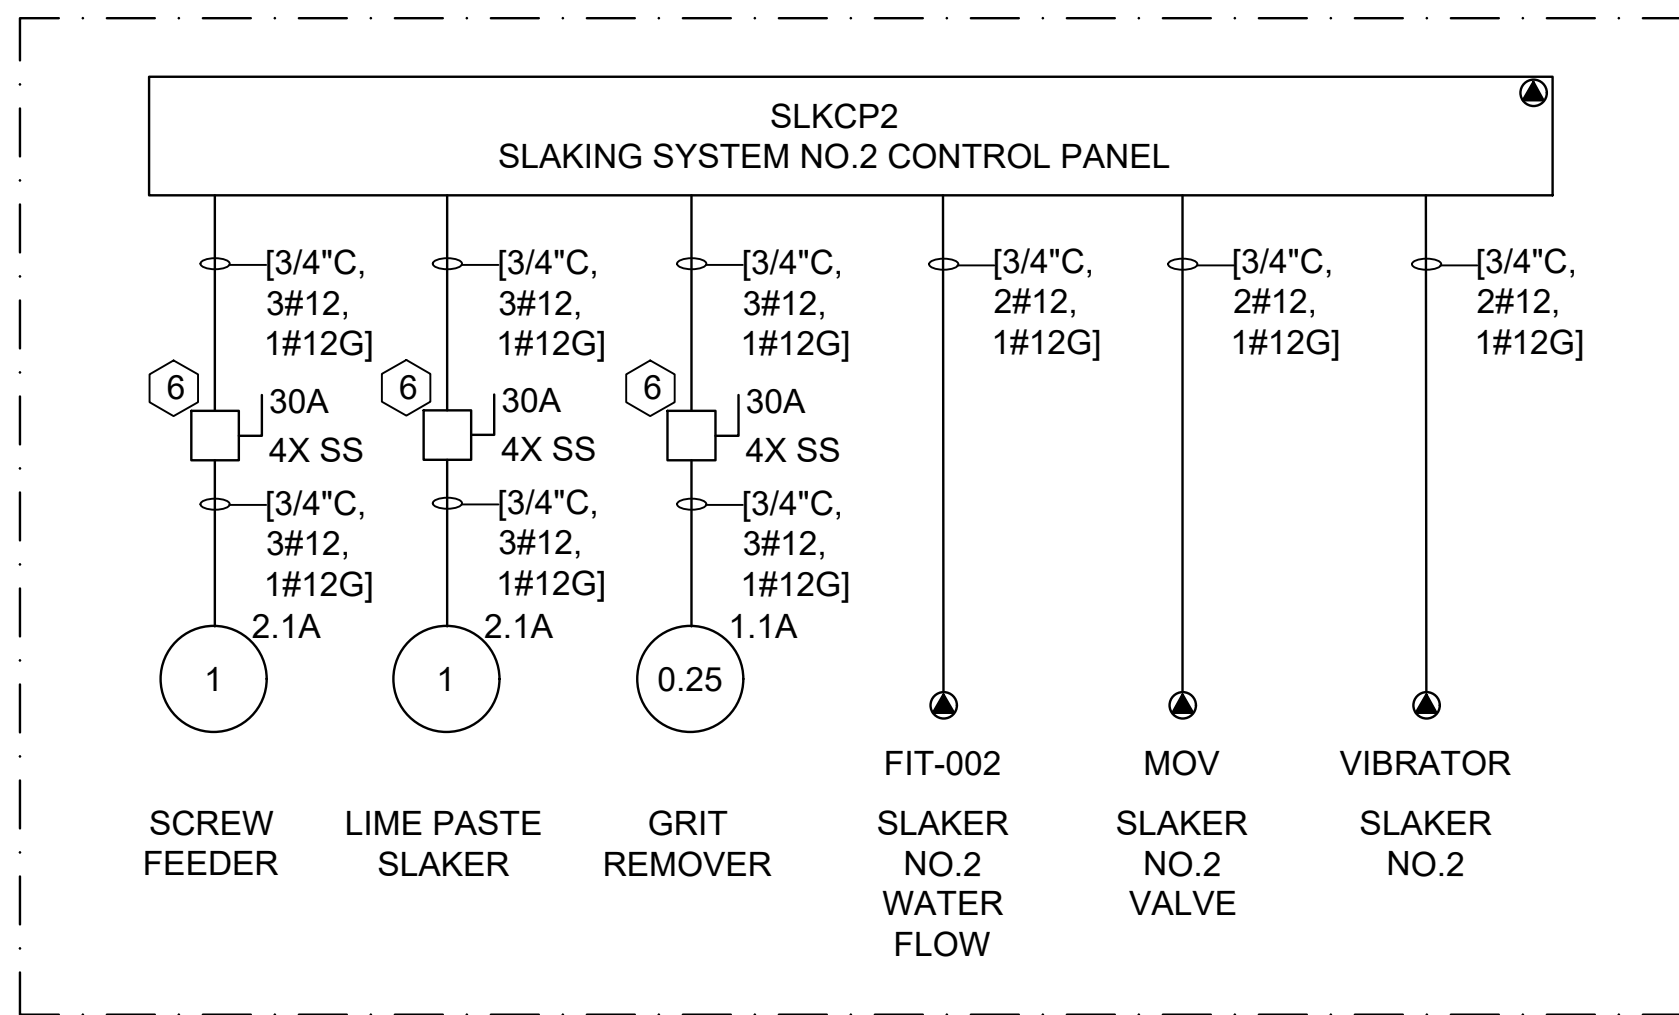 SLKCP2
SLAKING SYSTEM NO.2 CONTROL PANEL
[3/4"C,
3#12,
1#12G]
6
30A
4X SS
[3/4"C,
3#12,
1#12G]
2.1A
1
SCREW
FEEDER
[3/4"C,
3#12,
1#12G]
6
30A
4X SS
[3/4"C,
3#12,
1#12G]
2.1A
1
LIME PASTE
SLAKER
[3/4"C,
3#12,
1#12G]
6
30A
4X SS
[3/4"C,
3#12,
1#12G]
1.1A
0.25
GRIT
REMOVER
[3/4"C,
2#12,
1#12G]
FIT-002
SLAKER
NO.2
WATER
FLOW
[3/4"C,
2#12,
1#12G]
MOV
SLAKER
NO.2
VALVE
[3/4"C,
2#12,
1#12G]
VIBRATOR
SLAKER
NO.2